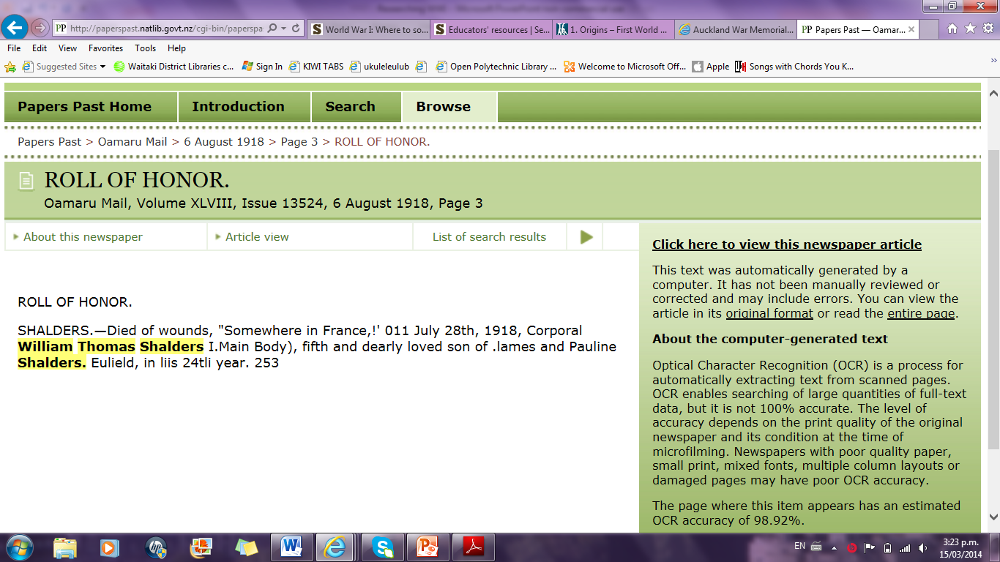 Researching WW1 - Microsoft PowerPoint non-commercial use
http://paperspast.natlib.govt.nz/cgi-bin/paperspa
World War I: Where to so...
Educators' resources | Se...
1. Origins – First World ...
Auckland War Memorial...
PP Papers Past — Oamar...
File Edit View Favorites Tools Help
Suggested Sites Waitaki District Libraries c... Sign In KIWI TABS ukuleleulub Open Polytechnic Library ... Welcome to Microsoft Off... Apple Songs with Chords You K...
Papers Past Home Introduction Search Browse
Papers Past > Oamaru Mail > 6 August 1918 > Page 3 > ROLL OF HONOR.
ROLL OF HONOR.
Oamaru Mail, Volume XLVIII, Issue 13524, 6 August 1918, Page 3
About this newspaper Article view List of search results
ROLL OF HONOR.
SHALDERS.—Died of wounds, "Somewhere in France,!' 011 July 28th, 1918, Corporal
William Thomas Shalders I.Main Body), fifth and dearly loved son of .lames and Pauline
Shalders. Eulield, in liis 24tli year. 253
Click here to view this newspaper article
This text was automatically generated by a
computer. It has not been manually reviewed or
corrected and may include errors. You can view the
article in its original format or read the entire page.
About the computer-generated text
Optical Character Recognition (OCR) is a process for
automatically extracting text from scanned pages.
OCR enables searching of large quantities of full-text
data, but it is not 100% accurate. The level of
accuracy depends on the print quality of the original
newspaper and its condition at the time of
microfilming. Newspapers with poor quality paper,
small print, mixed fonts, multiple column layouts or
damaged pages may have poor OCR accuracy.
The page where this item appears has an estimated
OCR accuracy of 98.92%.
EN
3:23 p.m.
15/03/2014